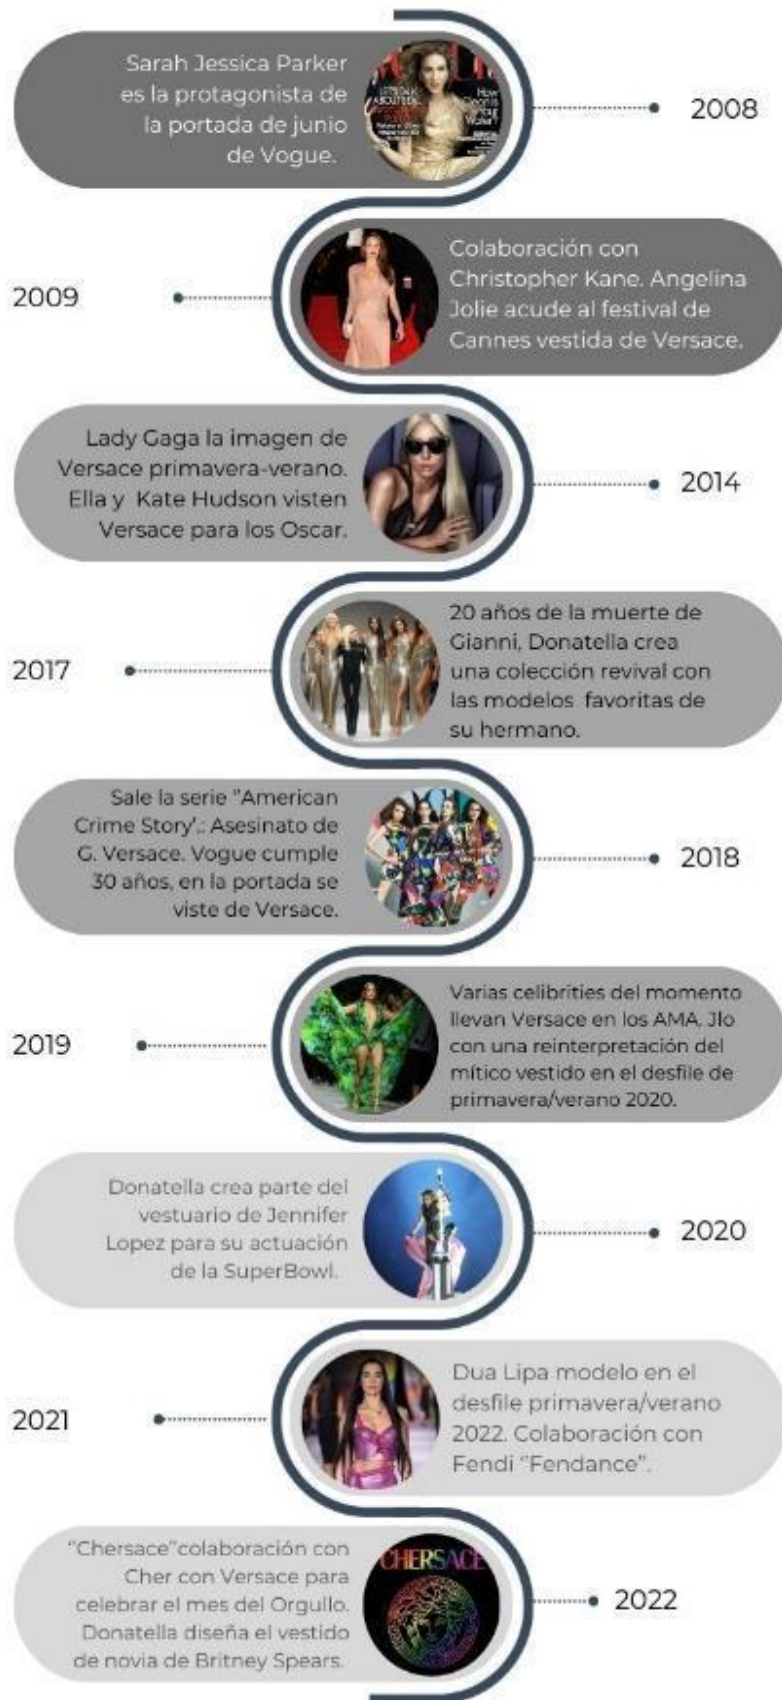 Sarah Jessica Parker
es la protagonista de
la portada de junio
de Vogue.
2008
2009
Colaboración con
Christopher Kane. Angelina
Jolie acude al festival de
Cannes vestida de Versace.
Lady Gaga la imagen de
Versace primavera-verano.
Ella y Kate Hudson visten
Versace para los Oscar.
2014
2017
20 años de la muerte de
Gianni, Donatella crea
una colección revival con
las modelos favoritas de
su hermano.
Sale la serie "American
Crime Story'.: Asesinato de
G. Versace. Vogue cumple
30 años, en la portada se
viste de Versace.
2018
2019
Varias celibrities del momento
llevan Versace en los AMA. Jlo
con una reinterpretación del
mítico vestido en el desfile de
primavera/verano 2020.
Donatella crea parte del
vestuario de Jennifer
Lopez para su actuación
de la SuperBowl.
2020
2021
Dua Lipa modelo en el
desfile primavera/verano
2022. Colaboración con
Fendi "Fendance".
"Chersace"colaboración con
Cher con Versace para
celebrar el mes del Orgullo.
Donatella diseña el vestido
de novia de Britney Spears.
CHERSACE
2022